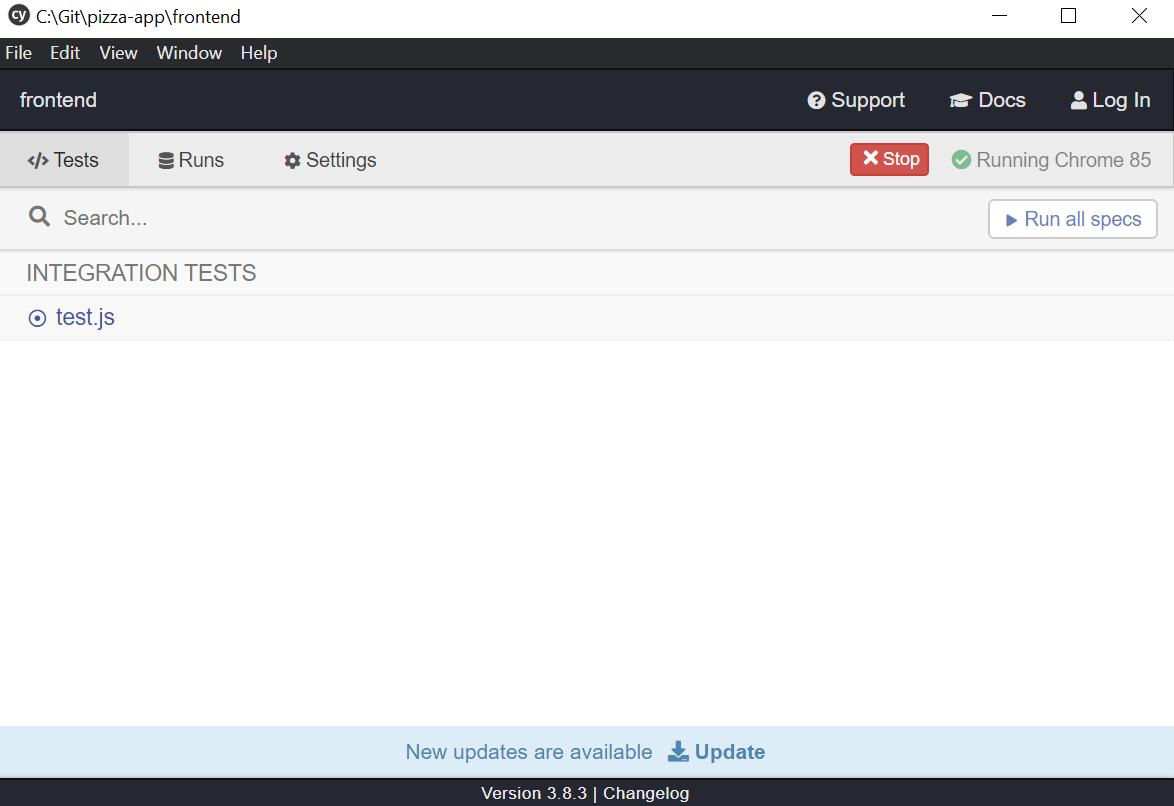 cy C:\Git\pizza-app\frontend
File Edit View Window Help
frontend Support Docs Log In
Tests Runs Settings Stop Running Chrome 85
Search... Run all specs
INTEGRATION TESTS
test.js
New updates are available Update
Version 3.8.3 | Changelog